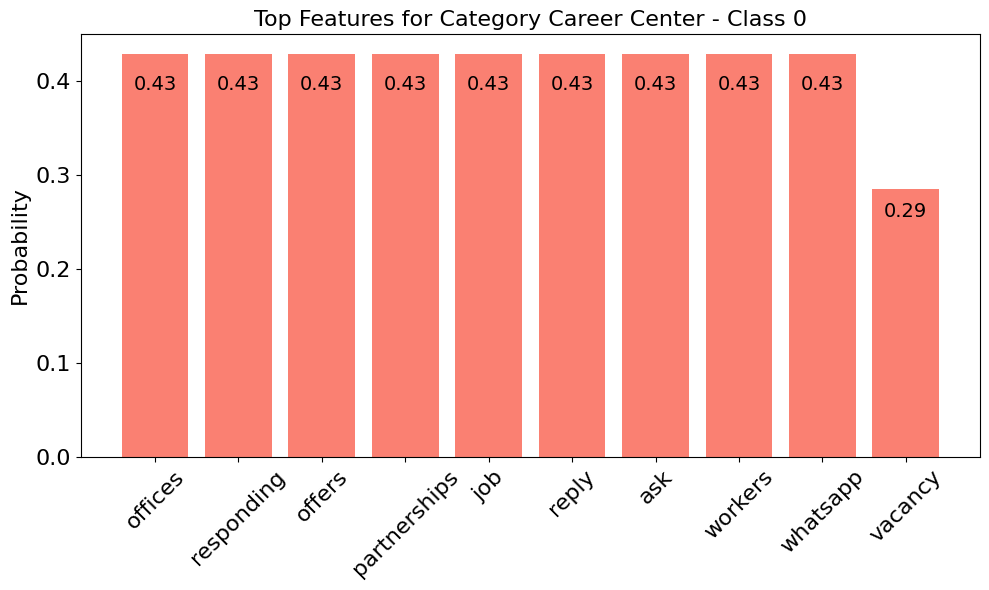 Top Features for Category Career Center - Class 0
Probability
0.4
0.3
0.2
0.1
0.0
0.43 0.43 0.43 0.43 0.43 0.43 0.43 0.43 0.43 0.29
offices responding offers partnerships job reply ask workers whatsapp vacancy